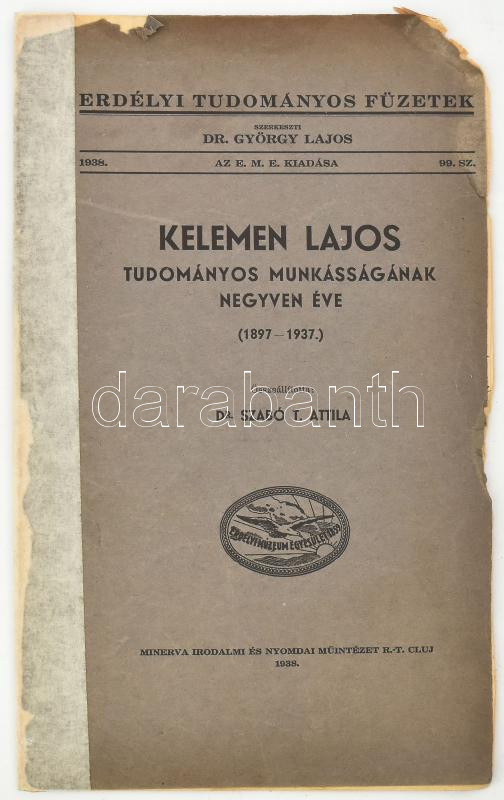 ERDÉLYI TUDOMÁNYOS FÜZETEK
SZERKESZTI
DR. GYÖRGY LAJOS
1938. AZ E. M. E. KIADÁSA 99. SZ.
KELEMEN LAJOS
TUDOMÁNYOS MUNKÁSSÁGÁNAK
NEGYVEN ÉVE
(1897—1937.)
Összeállította:
DR. SZABÓ T. ATTILA
darabanth
ERDÉLYI MÚZEUM EGYESÜLET 1859
MINERVA IRODALMI ÉS NYOMDAI MŰINTÉZET R.-T. CLUJ
1938.